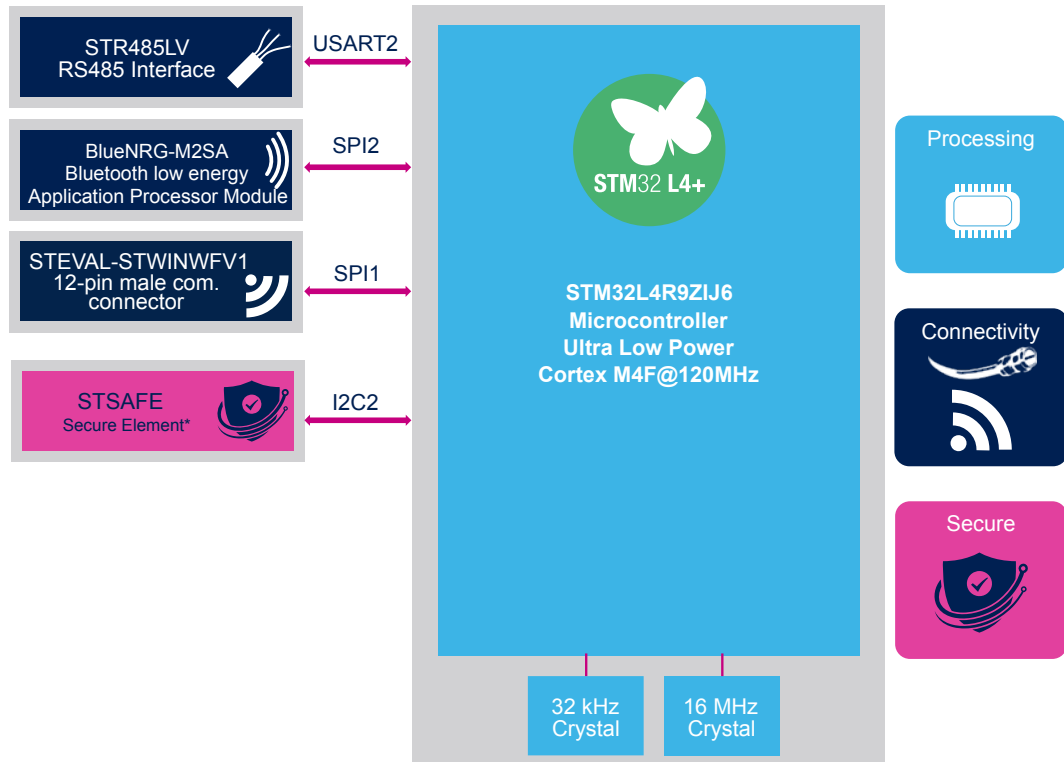 STR485LV
RS485 Interface
USART2
BlueNRG-M2SA
Bluetooth low energy
Application Processor Module
SPI2
STEVAL-STWINWFV1
12-pin male com.
connector
SPI1
STSAFE
Secure Element*
I2C2
STM32 L4+
STM32L4R9ZIJ6
Microcontroller
Ultra Low Power
Cortex M4F@120MHz
32 kHz
Crystal
16 MHz
Crystal
Processing
Connectivity
Secure